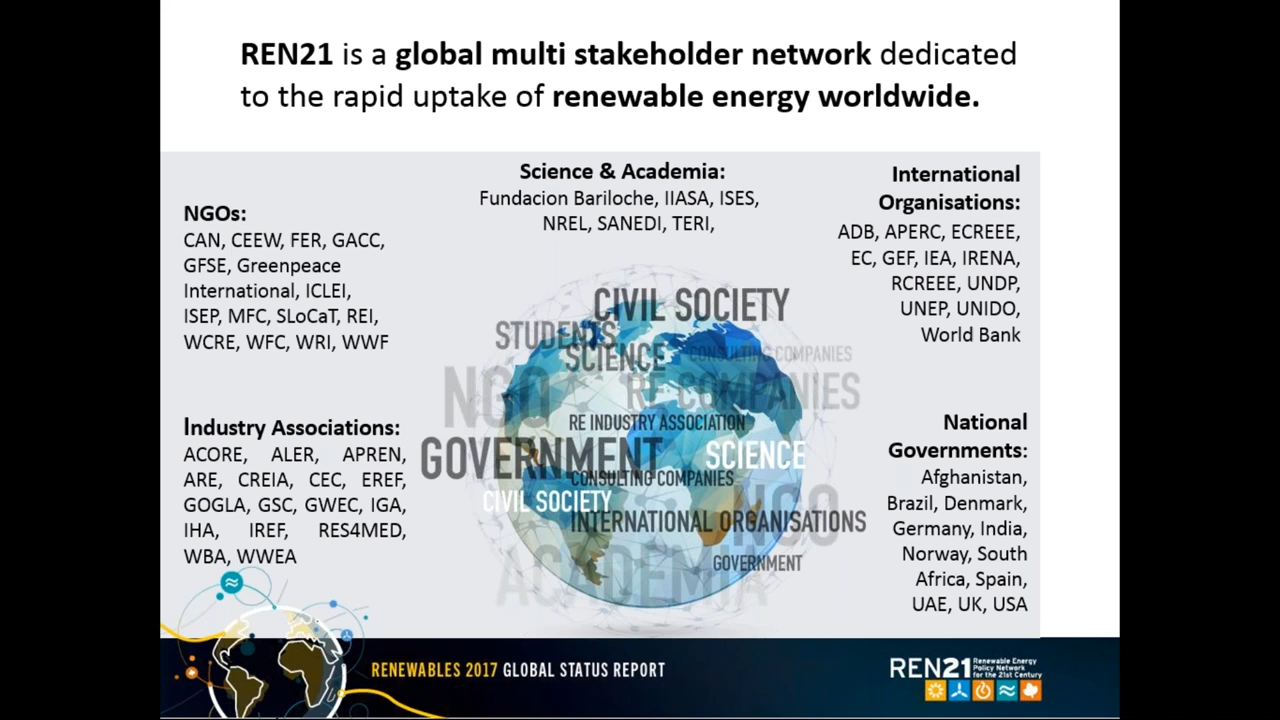 REN21 is a global multi stakeholder network dedicated
to the rapid uptake of renewable energy worldwide.
Science & Academia:
Fundacion Bariloche, IIASA, ISES,
NREL, SANEDI, TERI,
NGOs:
CAN, CEEW, FER, GACC,
GFSE, Greenpeace
International, ICLEI,
ISEP, MFC, SLoCaT, REI,
WCRE, WFC, WRI, WWF
International
Organisations:
ADB, APERC, ECREEE,
EC, GEF, IEA, IRENA,
RCREEE, UNDP,
UNEP, UNIDO,
World Bank
CIVIL SOCIETY
STUDENTS
SCIENCE
CONSULTING COMPANIES
NGO
RE COMPANIES
RE INDUSTRY ASSOCIATION
GOVERNMENT
SCIENCE
CONSULTING COMPANIES
CIVIL SOCIETY
NGO
INTERNATIONAL ORGANISATIONS
GOVERNMENT
ACADEMIA
Industry Associations:
ACORE, ALER, APREN,
ARE, CREIA, CEC, EREF,
GOGLA, GSC, GWEC, IGA,
IHA, IREF, RES4MED,
WBA, WWEA
National
Governments:
Afghanistan,
Brazil, Denmark,
Germany, India,
Norway, South
Africa, Spain,
UAE, UK, USA
RENEWABLES 2017 GLOBAL STATUS REPORT
REN21 Renewable Energy
Policy Network
for the 21st Century